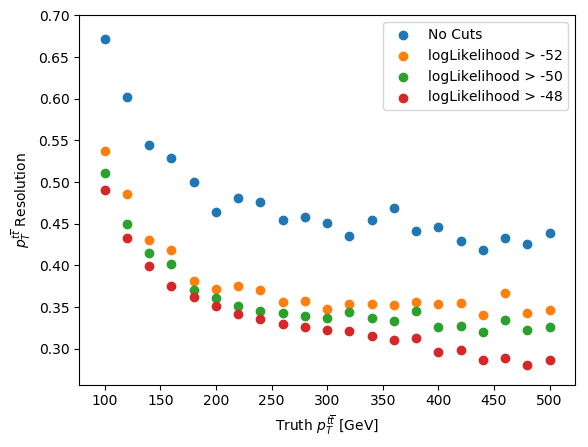 No Cuts
logLikelihood > -52
logLikelihood > -50
logLikelihood > -48
0.70
0.65
0.60
0.55
0.50
0.45
0.40
0.35
0.30
p_T^{tt̅} Resolution
100 150 200 250 300 350 400 450 500
Truth p_T^{tt̅} [GeV]